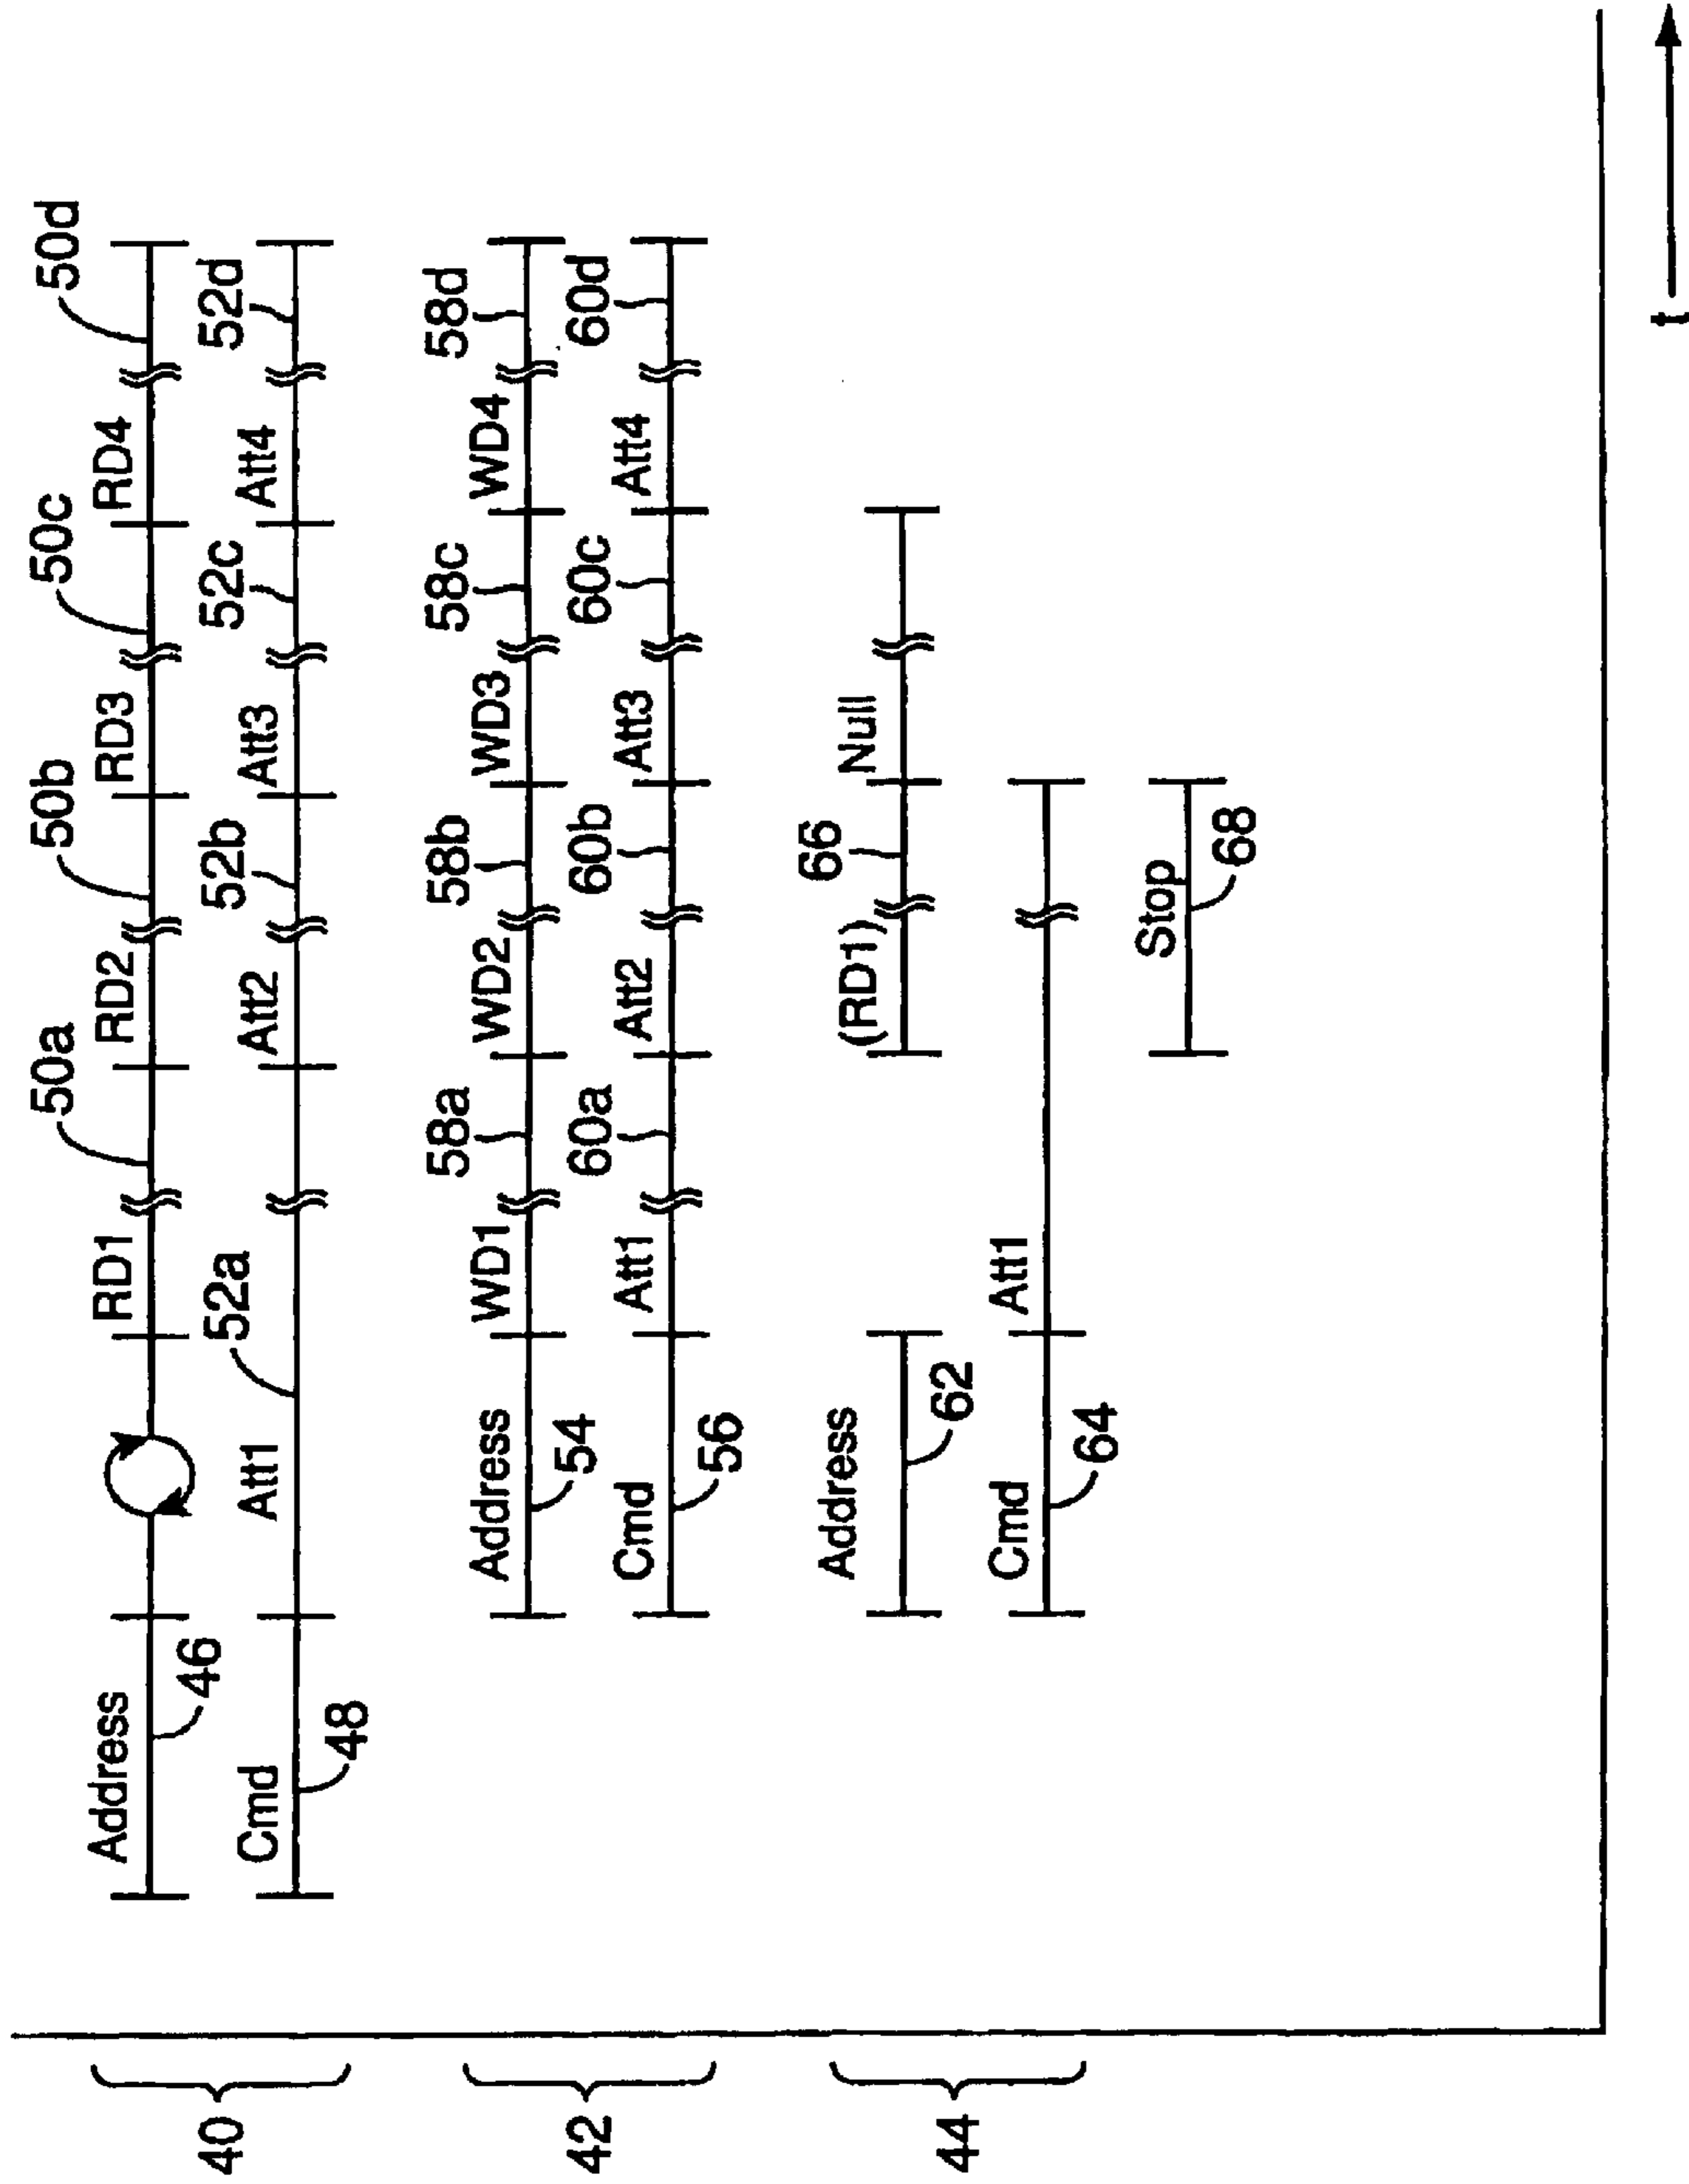 50a 50b 50c 50d
Address RD1 RD2 RD3 RD4
46 52a 52b 52c 52d
40
Cmd Att1 Att2 Att3 Att4
48
58a 58b 58c 58d
Address WD1 WD2 WD3 WD4
54 60a 60b 60c 60d
42
Cmd Att1 Att2 Att3 Att4
56
66
Address (RD1) Null
62
44
Cmd Att1
64
Stop
68
t